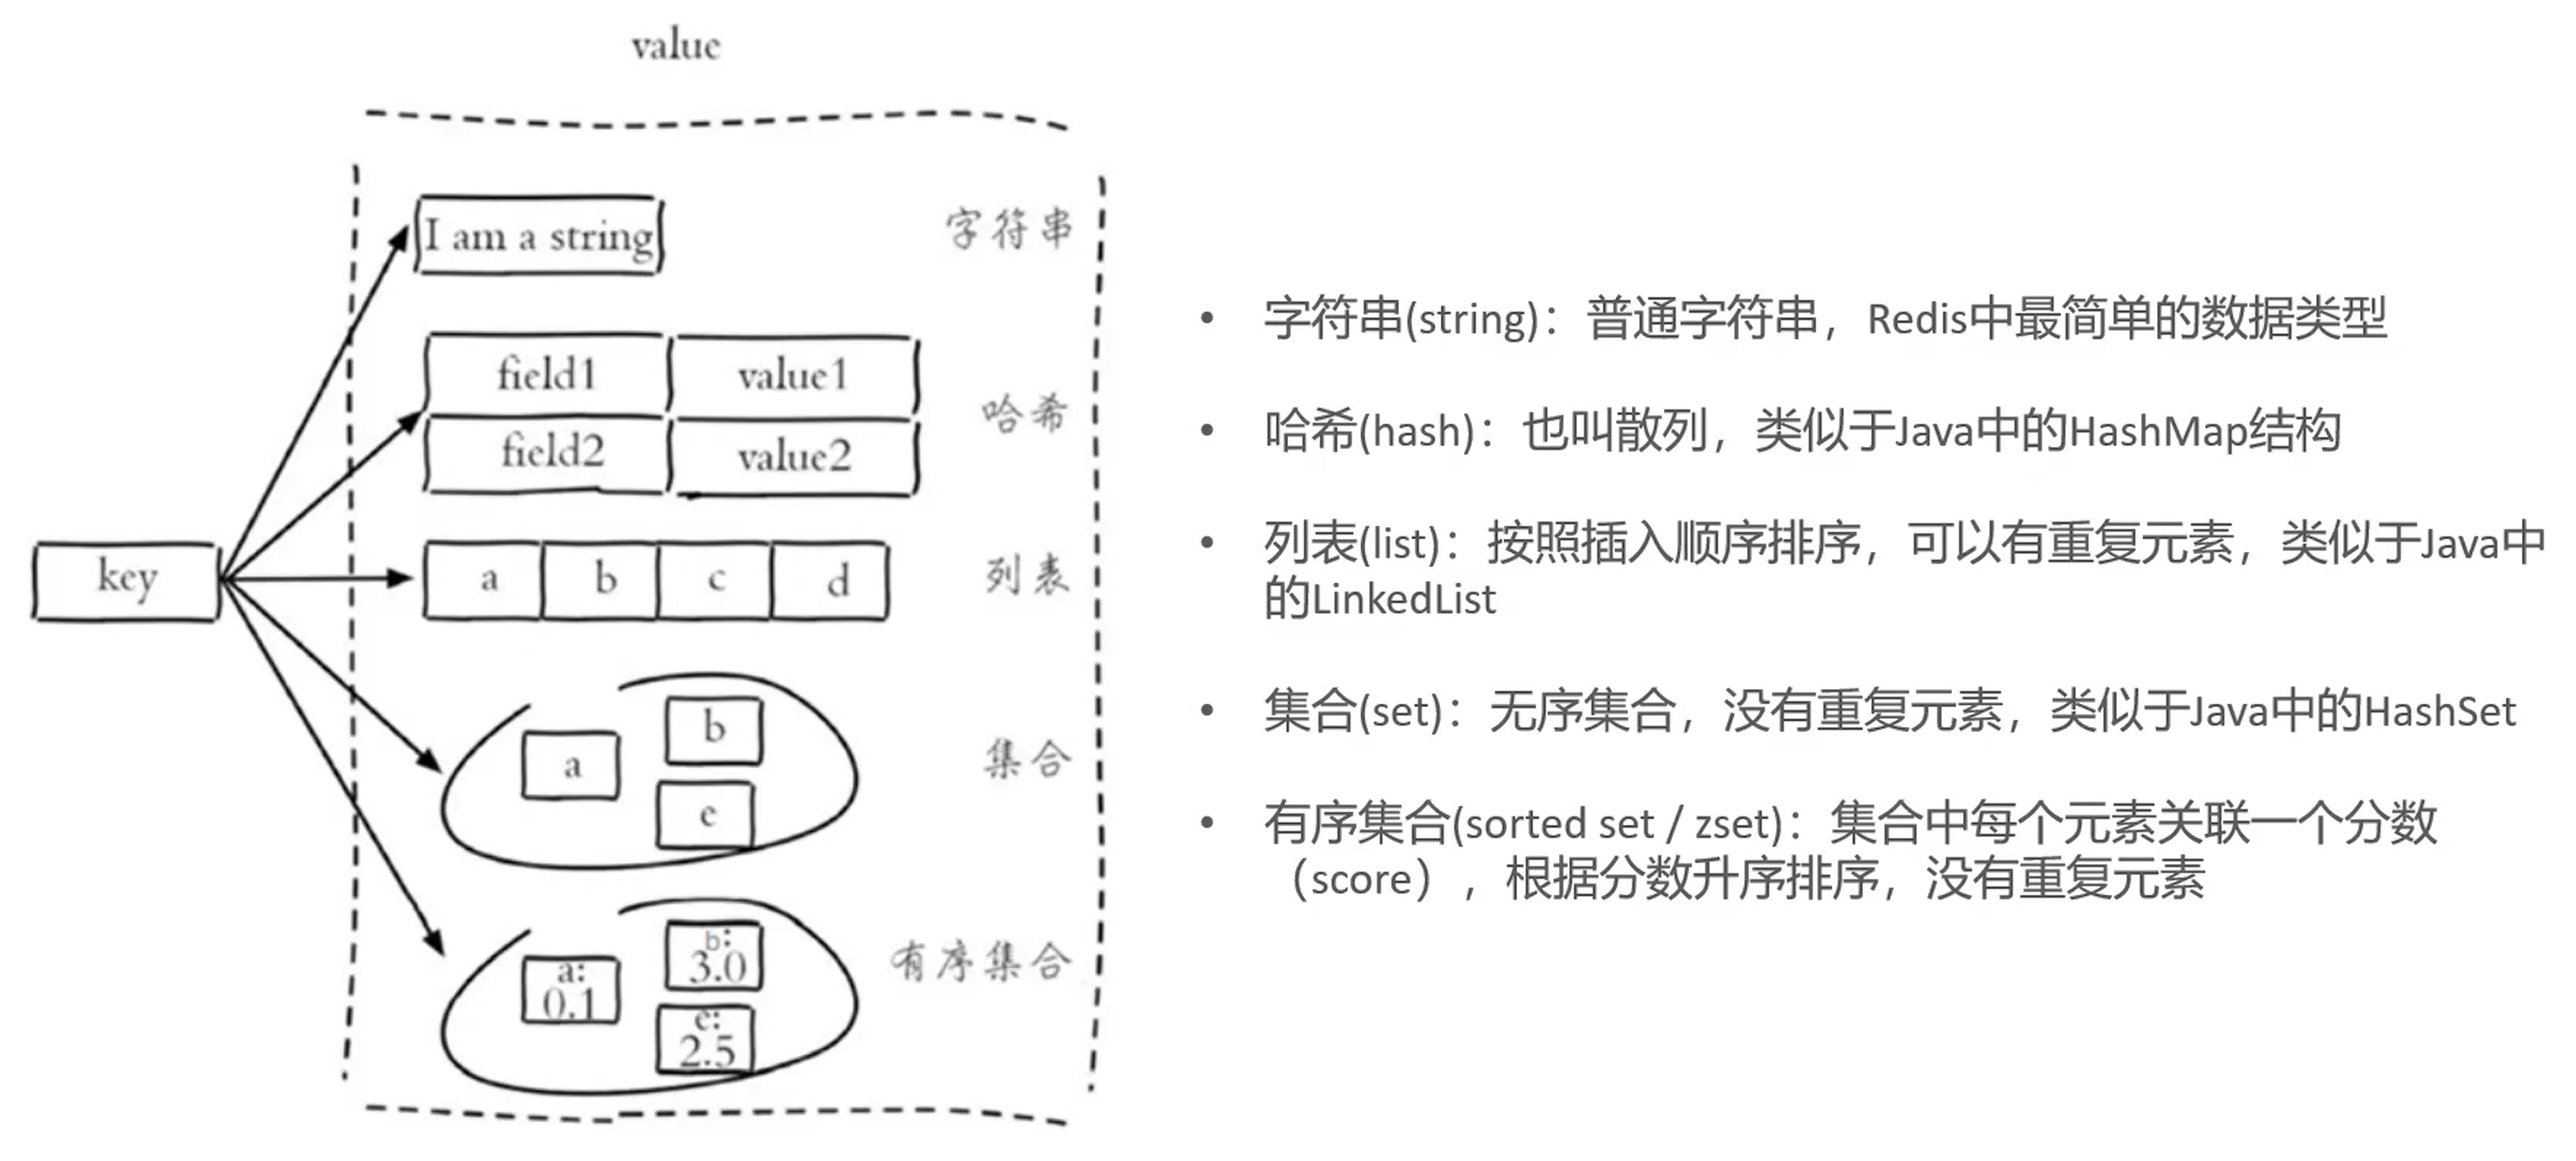 value
I am a string
字符串
field1
value1
哈希
field2
value2
key
a
b
c
d
列表
b
a
集合
e
b:
3.0
有序集合
a:
0.1
e:
2.5
• 字符串(string)：普通字符串，Redis中最简单的数据类型
• 哈希(hash)：也叫散列，类似于Java中的HashMap结构
• 列表(list)：按照插入顺序排序，可以有重复元素，类似于Java中
的LinkedList
• 集合(set)：无序集合，没有重复元素，类似于Java中的HashSet
• 有序集合(sorted set / zset)：集合中每个元素关联一个分数
（score），根据分数升序排序，没有重复元素